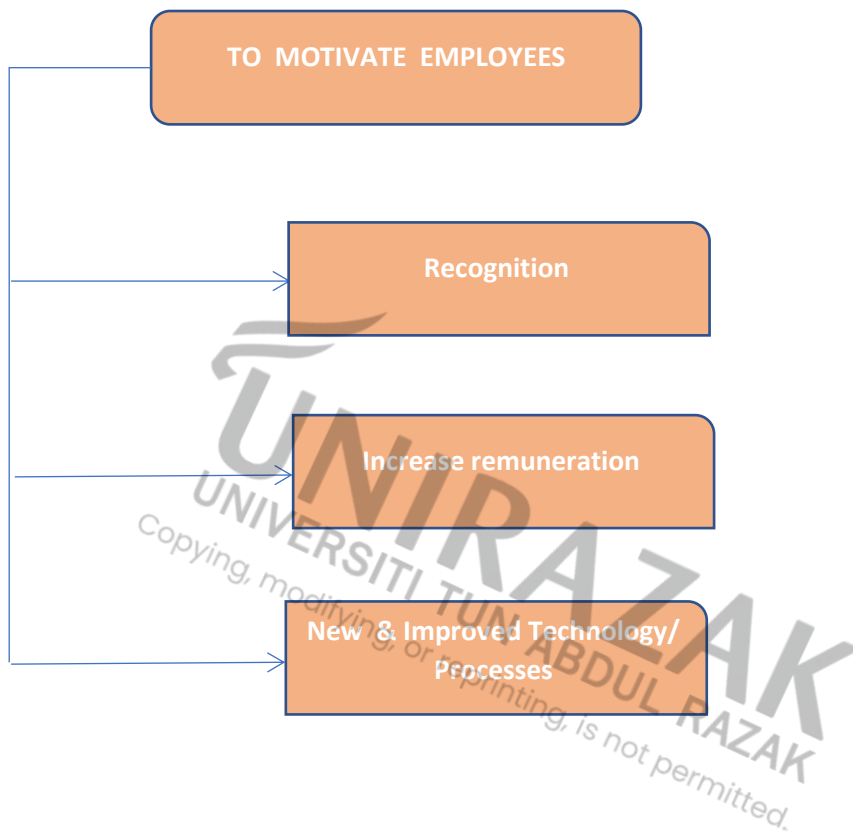 TO MOTIVATE EMPLOYEES
Recognition
Increase remuneration
New & Improved Technology/
Processes
UNIRAZAK
UNIVERSITI TUN ABDUL RAZAK
Copying, modifying, or reprinting, is not permitted.